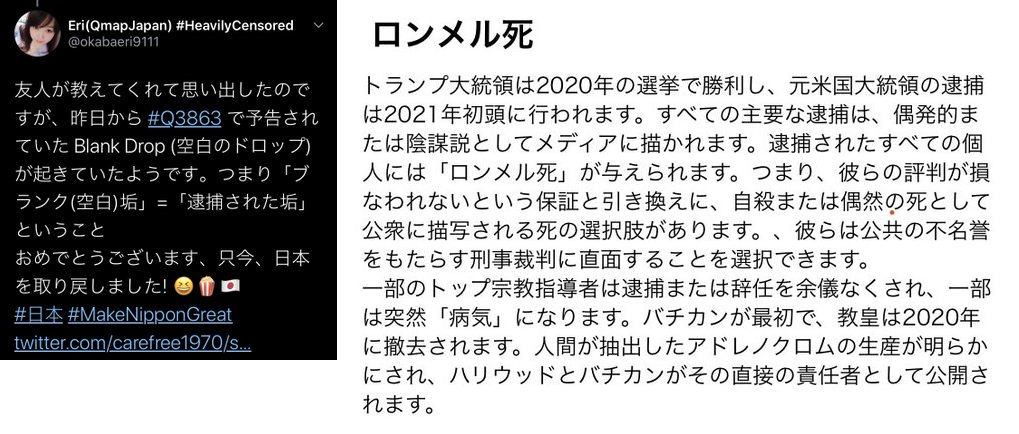 Eri(QmapJapan) #HeavilyCensored
@okabaeri9111
友人が教えてくれて思い出したので
すが、昨日から #Q3863 で予告され
ていた Blank Drop (空白のドロップ)
が起きていたようです。つまり「ブ
ランク(空白)垢」=「逮捕された垢」
ということ
おめでとうございます、只今、日本
を取り戻しました! 😆🍿🇯🇵
#日本 #MakeNipponGreat
twitter.com/carefree1970/s...
ロンメル死
トランプ大統領は2020年の選挙で勝利し、元米国大統領の逮捕
は2021年初頭に行われます。すべての主要な逮捕は、偶発的ま
たは陰謀説としてメディアに描かれます。逮捕されたすべての個
人には「ロンメル死」が与えられます。つまり、彼らの評判が損
なわれないという保証と引き換えに、自殺または偶然の死として
公衆に描写される死の選択肢があります。、彼らは公共の不名誉
をもたらす刑事裁判に直面することを選択できます。
一部のトップ宗教指導者は逮捕または辞任を余儀なくされ、一部
は突然「病気」になります。バチカンが最初で、教皇は2020年
に撤去されます。人間が抽出したアドレノクロムの生産が明らか
にされ、ハリウッドとバチカンがその直接の責任者として公開さ
れます。